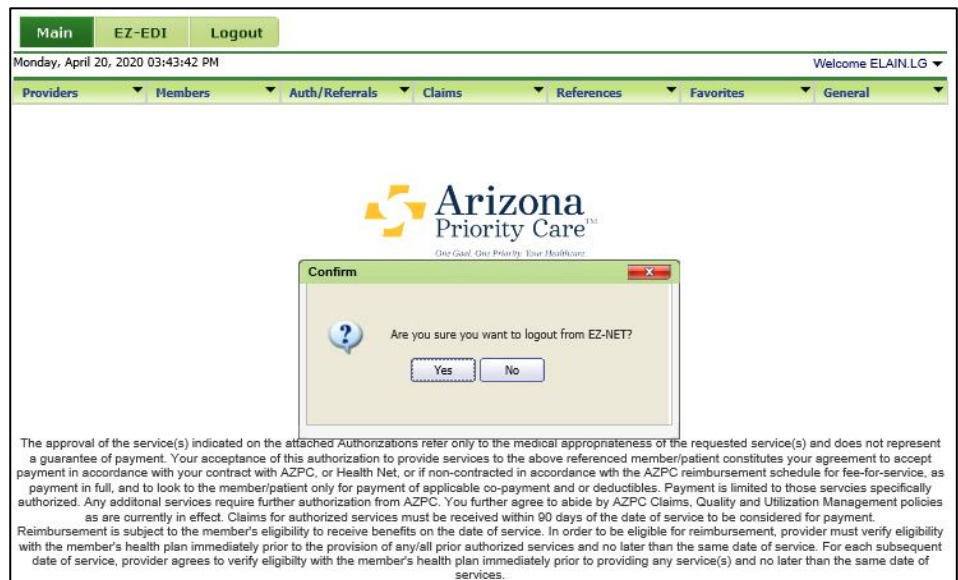 Main EZ-EDI Logout
Monday, April 20, 2020 03:43:42 PM Welcome ELAIN.LG
Providers Members Auth/Referrals Claims References Favorites General
Arizona
Priority Care™
One Goal. One Priority. Your Healthcare.
Confirm
Are you sure you want to logout from EZ-NET?
Yes No
The approval of the service(s) indicated on the attached Authorizations refer only to the medical appropriateness of the requested service(s) and does not represent
a guarantee of payment. Your acceptance of this authorization to provide services to the above referenced member/patient constitutes your agreement to accept
payment in accordance with your contract with AZPC, or Health Net, or if non-contracted in accordance wth the AZPC reimbursement schedule for fee-for-service, as
payment in full, and to look to the member/patient only for payment of applicable co-payment and or deductibles. Payment is limited to those servcies specifically
authorized. Any additonal services require further authorization from AZPC. You further agree to abide by AZPC Claims, Quality and Utilization Management policies
as are currently in effect. Claims for authorized services must be received within 90 days of the date of service to be considered for payment.
Reimbursement is subject to the member's eligibility to receive benefits on the date of service. In order to be eligible for reimbursement, provider must verify eligibility
with the member's health plan immediately prior to the provision of any/all prior authorized services and no later than the same date of service. For each subsequent
date of service, provider agrees to verify eligibilty with the member's health plan immediately prior to providing any service(s) and no later than the same date of
services.